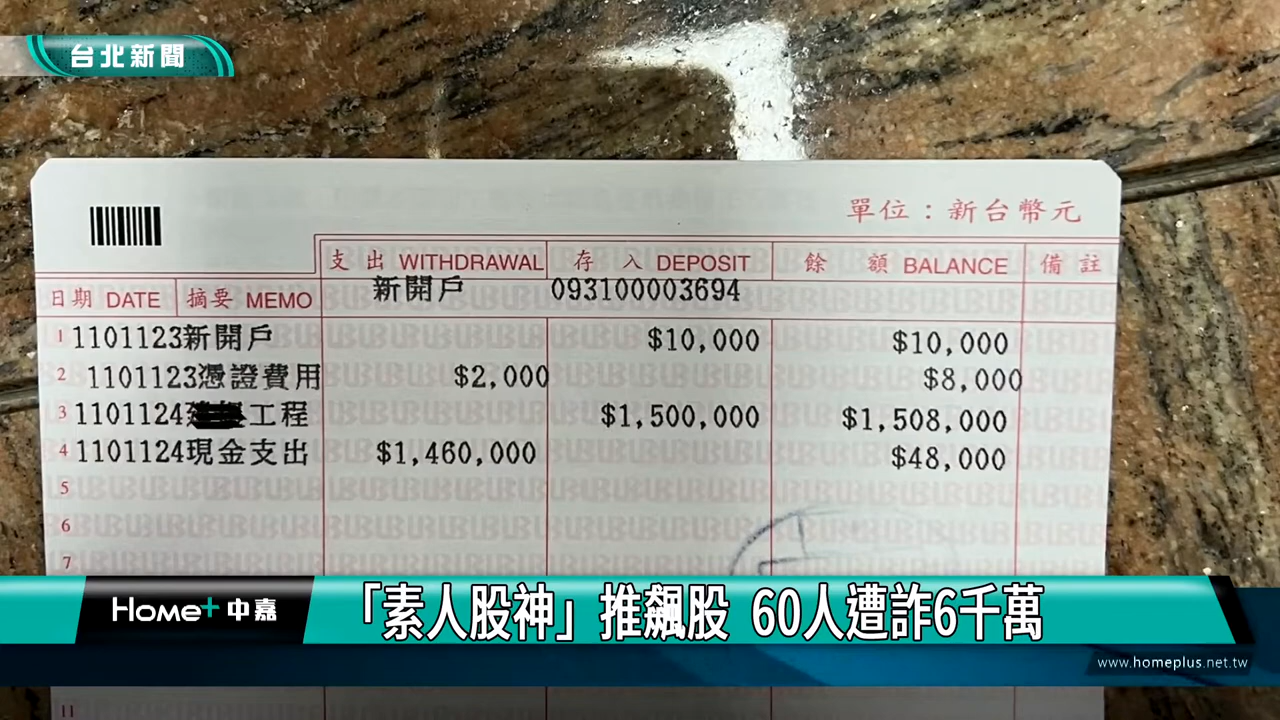 台北新聞
單位：新台幣元
支出 WITHDRAWAL 存入 DEPOSIT 餘額 BALANCE 備註
日期 DATE 摘要 MEMO 新開戶 093100003694
1 1101123新開戶 $10,000 $10,000
2 1101123憑證費用 $2,000 $8,000
3 1101124 工程 $1,500,000 $1,508,000
4 1101124現金支出 $1,460,000 $48,000
5
6
7
Home+中嘉 「素人股神」推飆股 60人遭詐6千萬
www.homeplus.net.tw
11